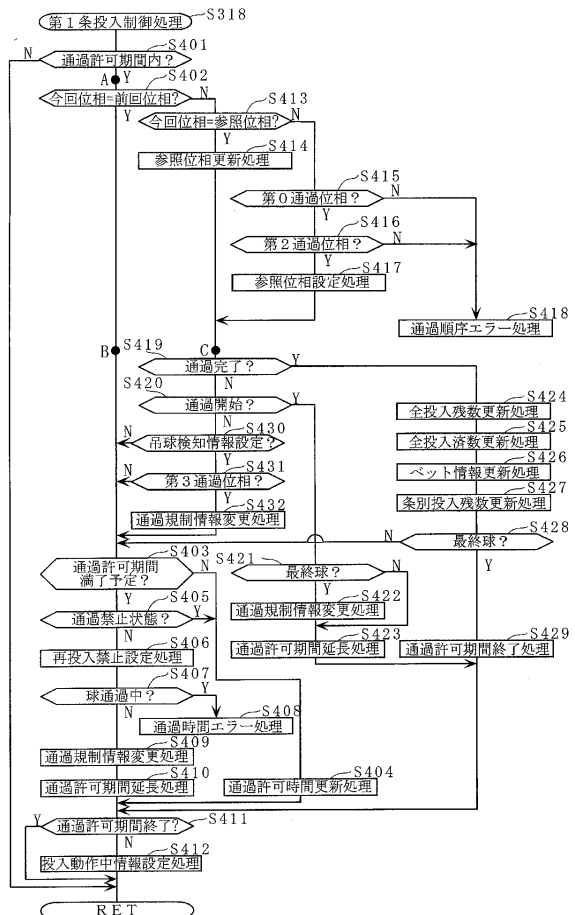 第1条投入制御処理 S318
N 通過許可期間内? S401
A Y
今回位相=前回位相? S402
Y N
今回位相=参照位相? S413
Y N
参照位相更新処理 S414
第0通過位相? S415
Y N
第2通過位相? S416
Y N
参照位相設定処理 S417
通過順序エラー処理 S418
B C
通過完了? S419
Y
N
通過開始? S420
Y
N
全投入残数更新処理 S424
全投入済数更新処理 S425
ベット情報更新処理 S426
条別投入残数更新処理 S427
N 吊球検知情報設定? S430
Y
N 第3通過位相? S431
Y
通過規制情報変更処理 S432
N 最終球? S428
Y
通過許可期間満了予定? S403
N
Y
最終球? S421
N
Y
通過禁止状態? S405
Y
N
通過規制情報変更処理 S422
再投入禁止設定処理 S406
通過許可期間延長処理 S423
通過許可期間終了処理 S429
球通過中? S407
Y
N
通過時間エラー処理 S408
通過規制情報変更処理 S409
通過許可期間延長処理 S410
通過許可時間更新処理 S404
Y 通過許可期間終了? S411
N
投入動作中情報設定処理 S412
RET